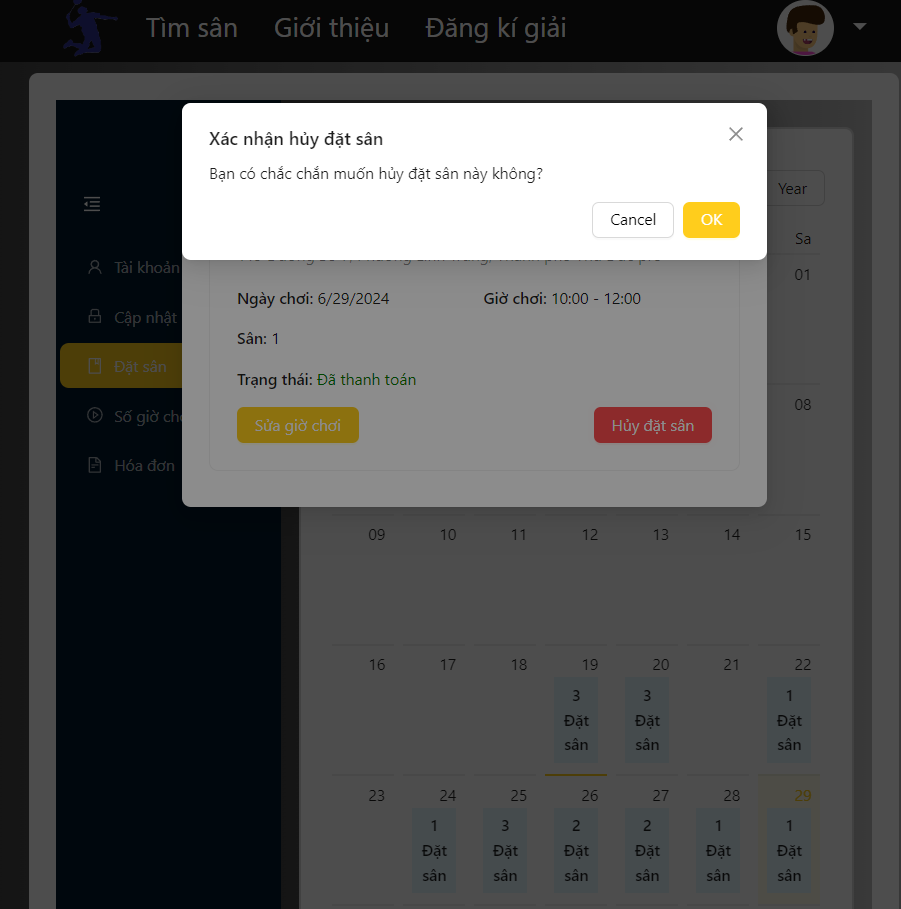 Tìm sân Giới thiệu Đăng kí giải
Xác nhận hủy đặt sân
Bạn có chắc chắn muốn hủy đặt sân này không?
Cancel OK
Year
Sa
Tài khoản
01
Ngày chơi: 6/29/2024 Giờ chơi: 10:00 - 12:00
Cập nhật
Sân: 1
Đặt sân
Trạng thái: Đã thanh toán
08
Số giờ
Sửa giờ chơi Hủy đặt sân
Hóa đơn
09 10 11 12 13 14 15
16 17 18 19 20 21 22
3 3 1
Đặt Đặt Đặt
sân sân sân
23 24 25 26 27 28 29
1 3 2 2 1 1
Đặt Đặt Đặt Đặt Đặt Đặt
sân sân sân sân sân sân